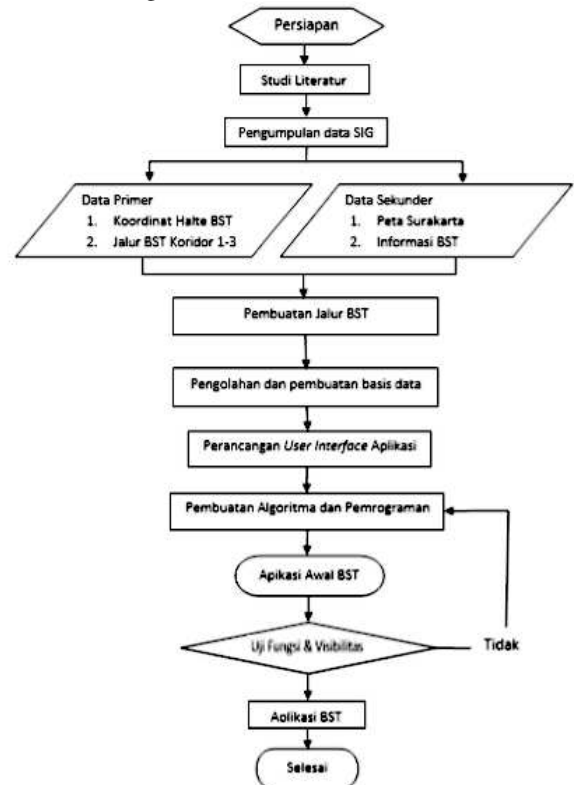 Persiapan
Studi Literatur
Pengumpulan data SIG
Data Primer
1. Koordinat Halte BST
2. Jalur BST Koridor 1-3
Data Sekunder
1. Peta Surakarta
2. Informasi BST
Pembuatan Jalur BST
Pengolahan dan pembuatan basis data
Perancangan User Interface Aplikasi
Pembuatan Algoritma dan Pemrograman
Apikasi Awal BST
Uji Fungsi & Visibilitas
Tidak
Aolikasi BST
Selesai